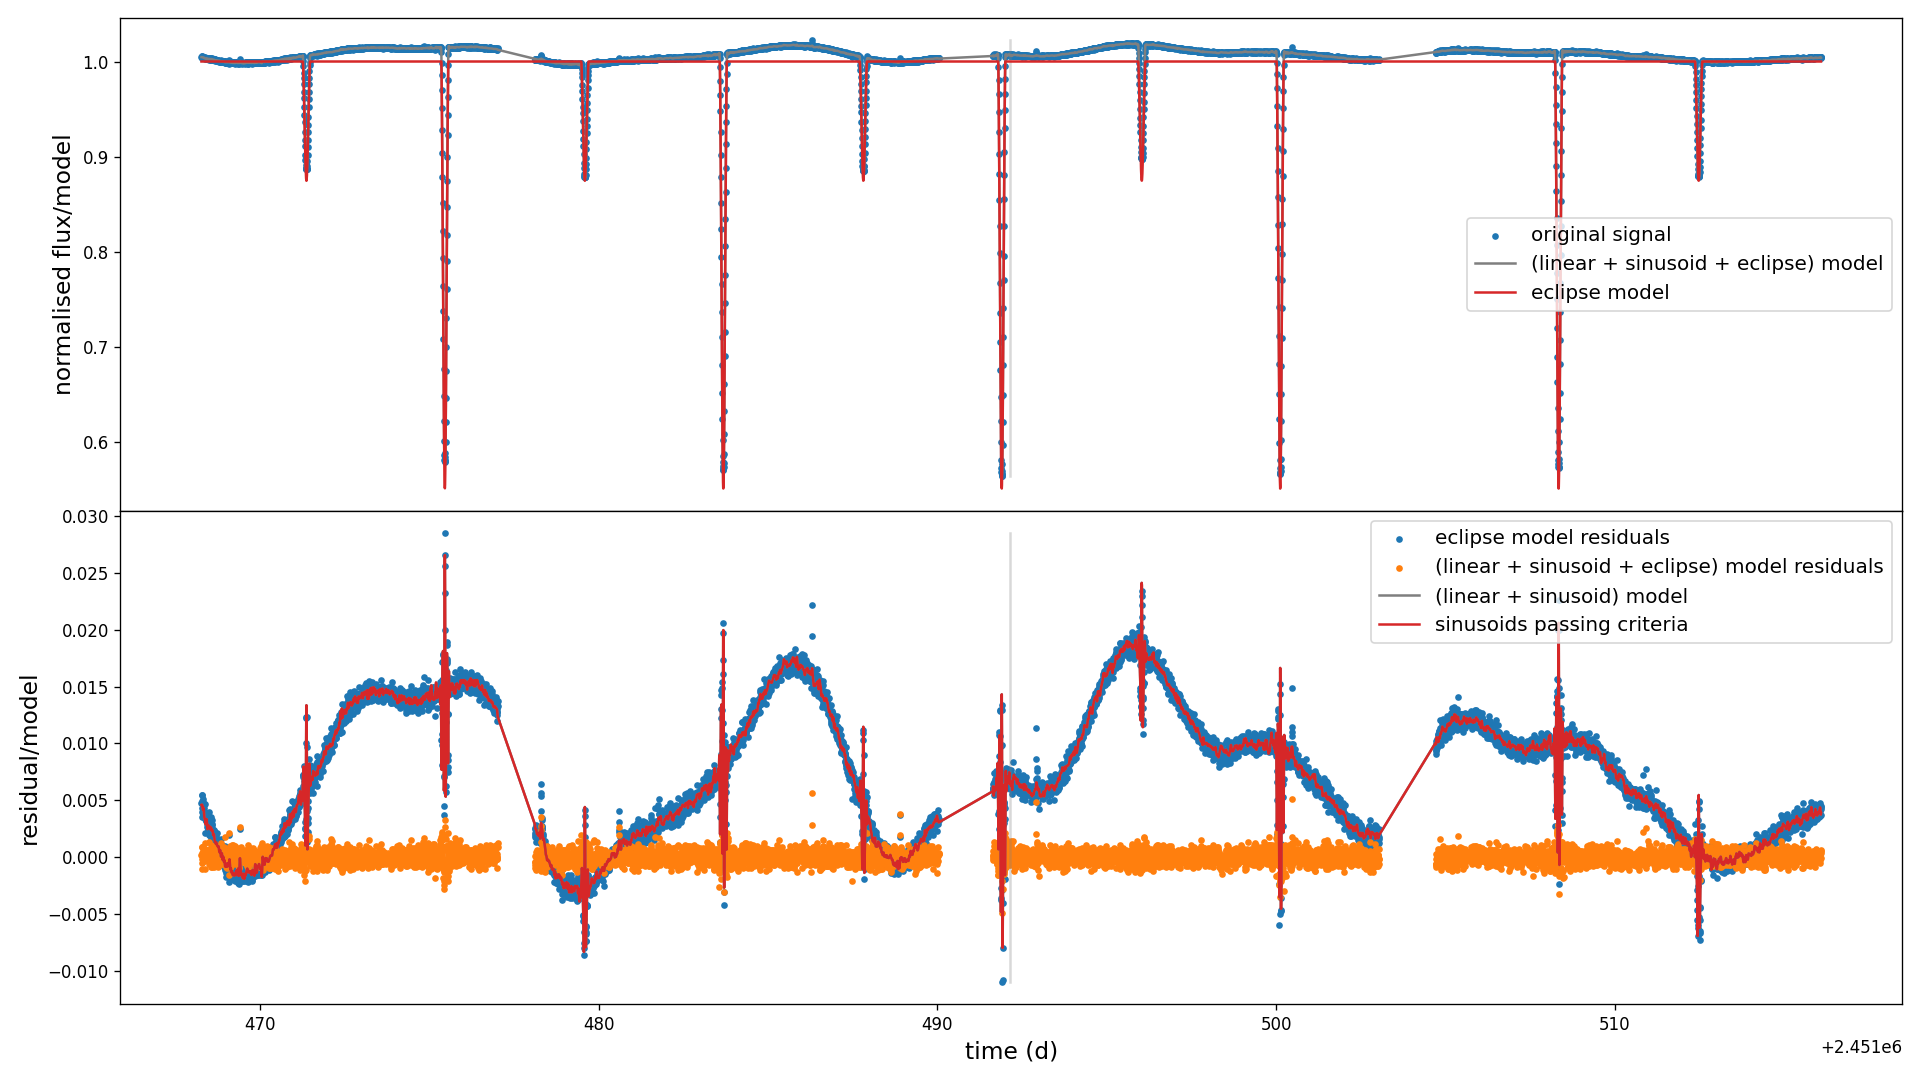 normalised flux/model
1.0
0.9
0.8
0.7
0.6
original signal
(linear + sinusoid + eclipse) model
eclipse model
residual/model
0.030
0.025
0.020
0.015
0.010
0.005
0.000
−0.005
−0.010
eclipse model residuals
(linear + sinusoid + eclipse) model residuals
(linear + sinusoid) model
sinusoids passing criteria
470
480
490
500
510
time (d)
+2.451e6